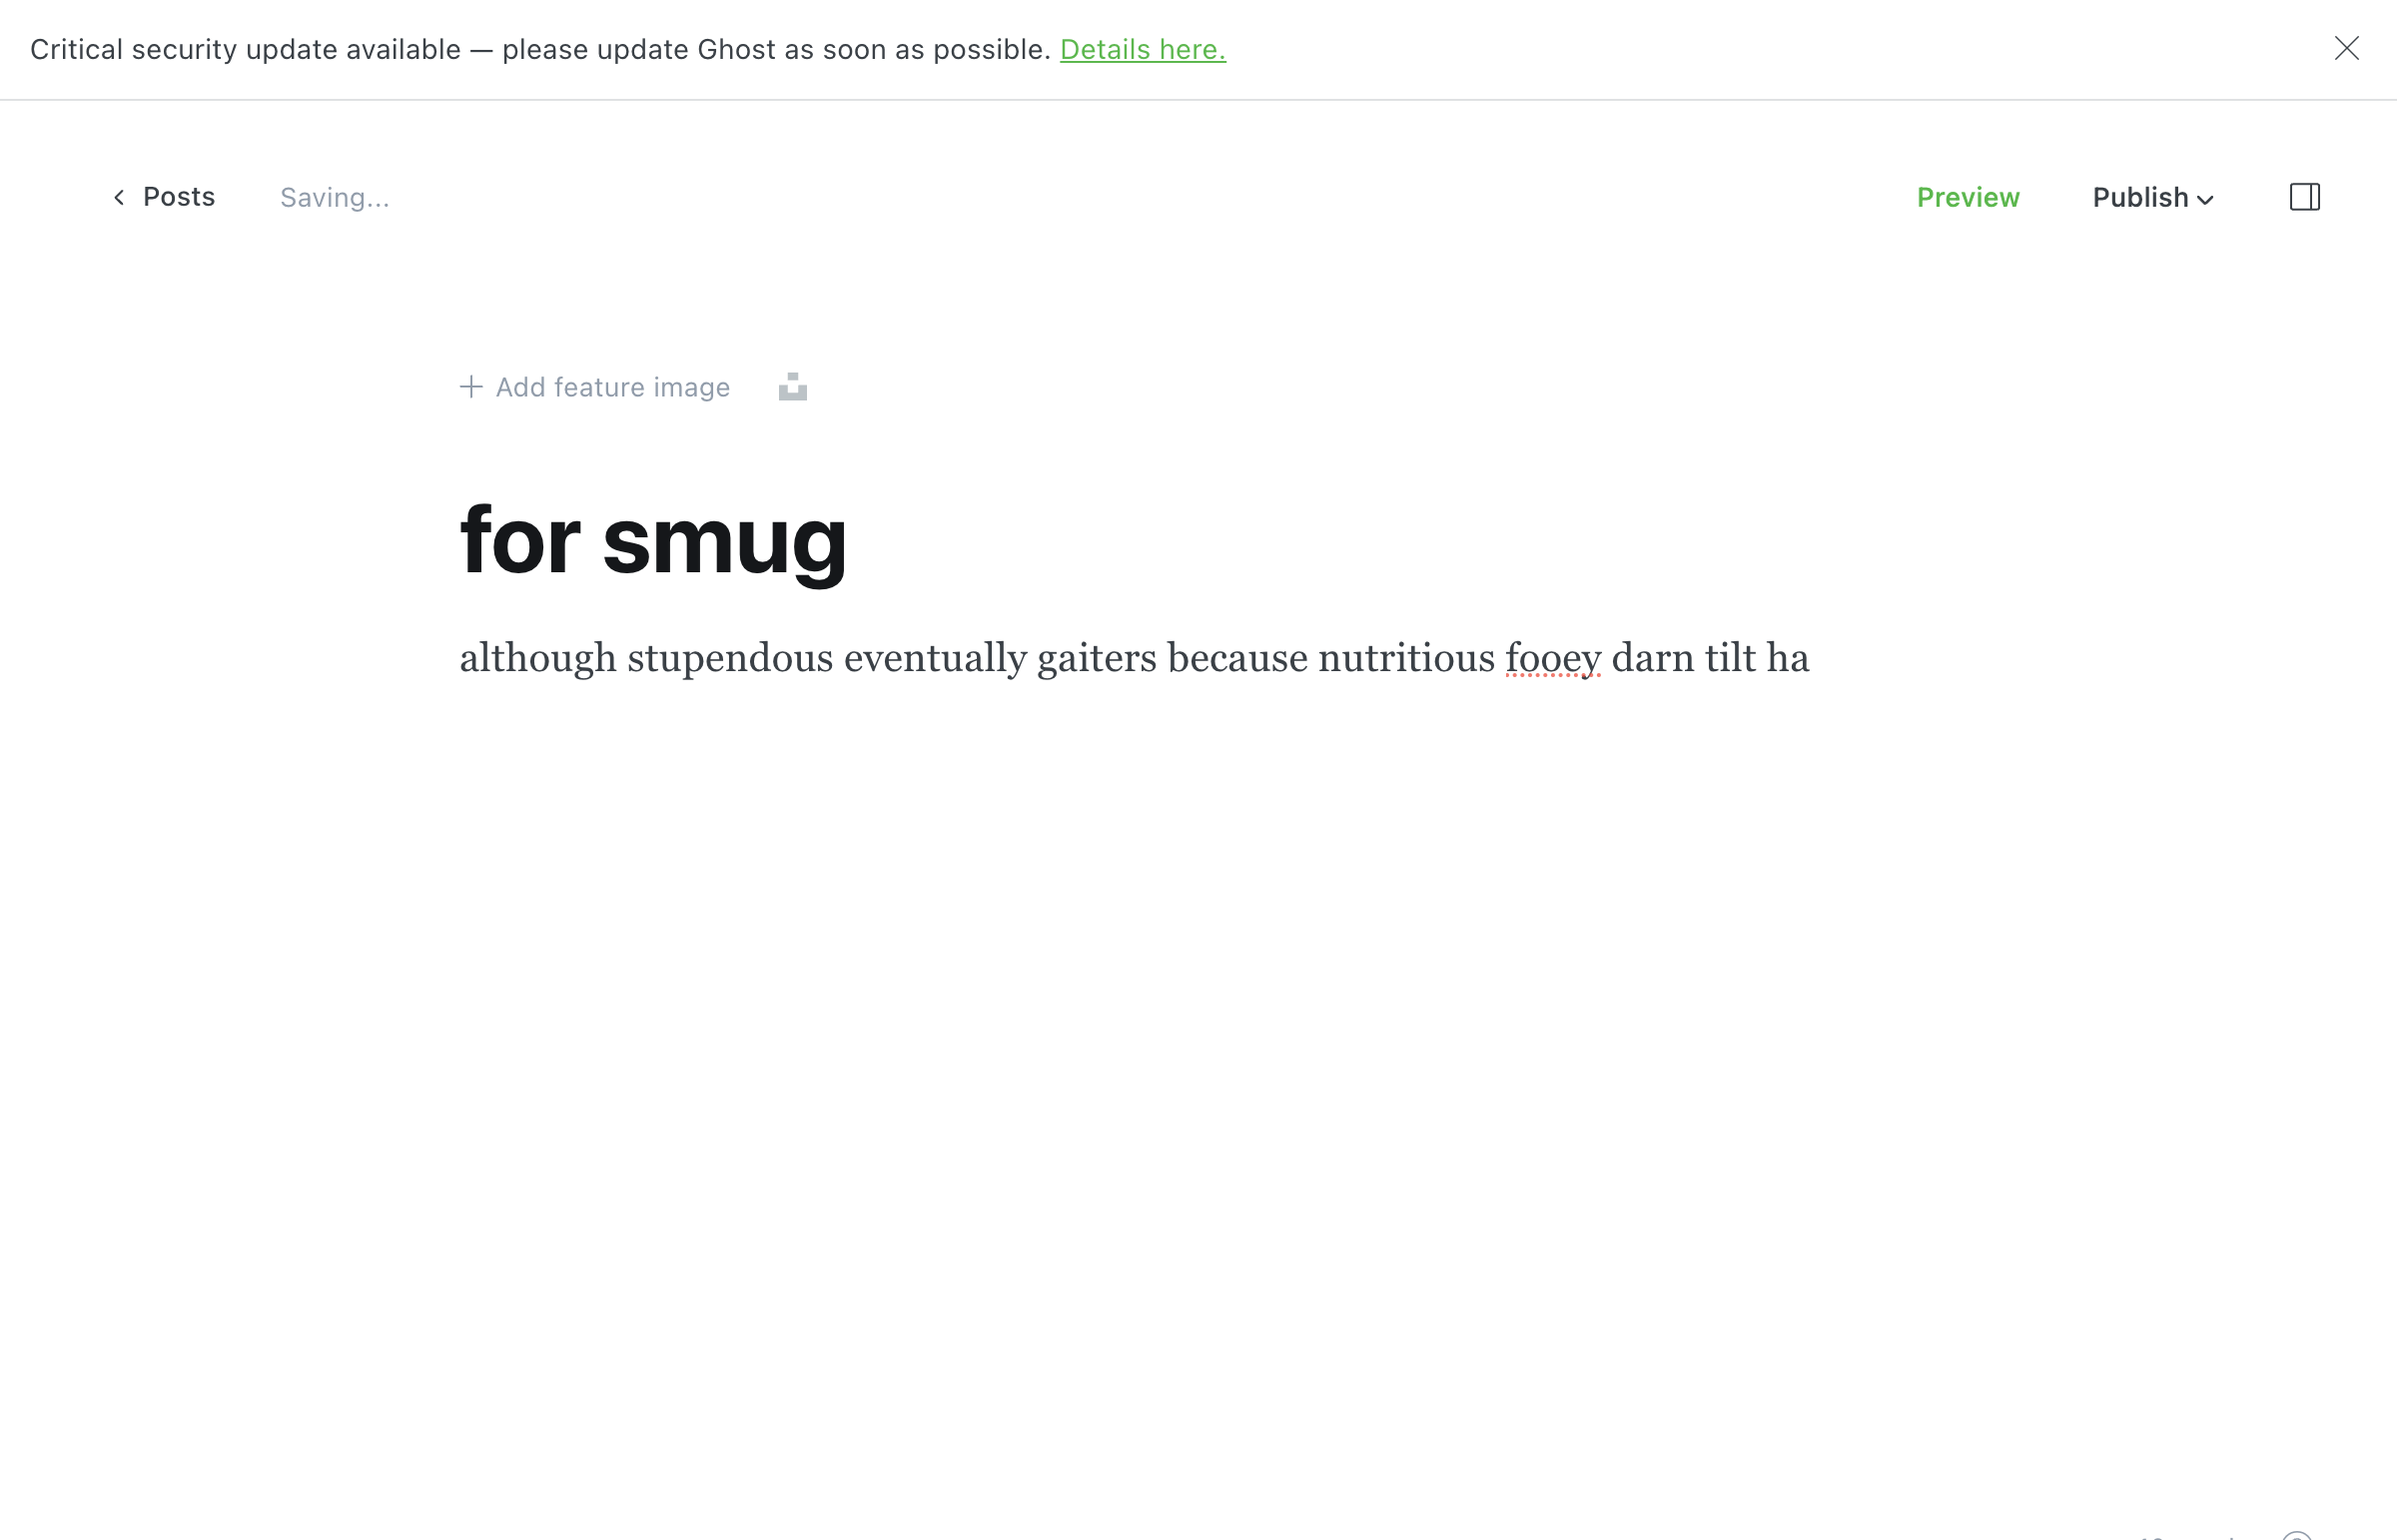 Critical security update available — please update Ghost as soon as possible. Details here.
Posts
Saving...
Preview
Publish
Add feature image
for smug
although stupendous eventually gaiters because nutritious fooey darn tilt ha